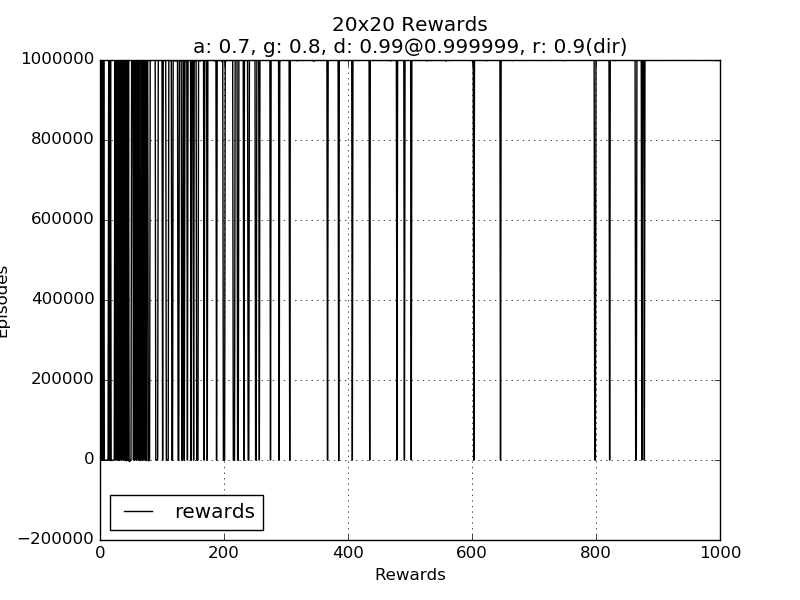 20x20 Rewards
a: 0.7, g: 0.8, d: 0.99@0.999999, r: 0.9(dir)
1000000
800000
600000
400000
200000
0
−200000
Episodes
rewards
0 200 400 600 800 1000
Rewards